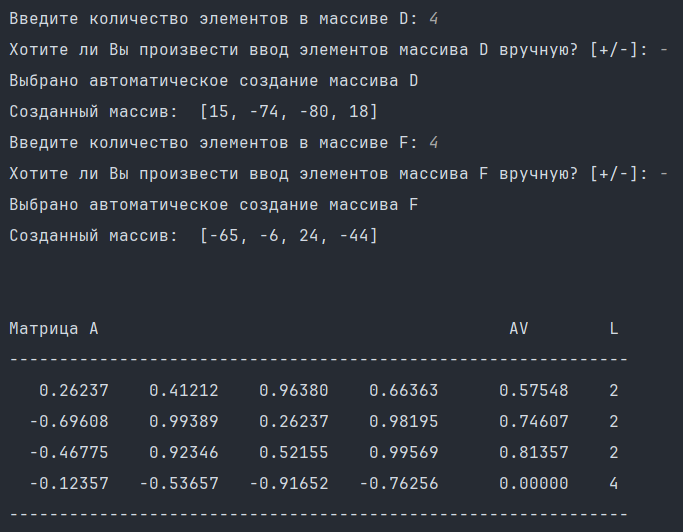 Введите количество элементов в массиве D: 4
Хотите ли Вы произвести ввод элементов массива D вручную? [+/-]: -
Выбрано автоматическое создание массива D
Созданный массив:  [15, -74, -80, 18]
Введите количество элементов в массиве F: 4
Хотите ли Вы произвести ввод элементов массива F вручную? [+/-]: -
Выбрано автоматическое создание массива F
Созданный массив:  [-65, -6, 24, -44]
Матрица A                                         AV        L
--------------------------------------------------------------
   0.26237    0.41212    0.96380    0.66363      0.57548    2
  -0.69608    0.99389    0.26237    0.98195      0.74607    2
  -0.46775    0.92346    0.52155    0.99569      0.81357    2
  -0.12357   -0.53657   -0.91652   -0.76256      0.00000    4
--------------------------------------------------------------